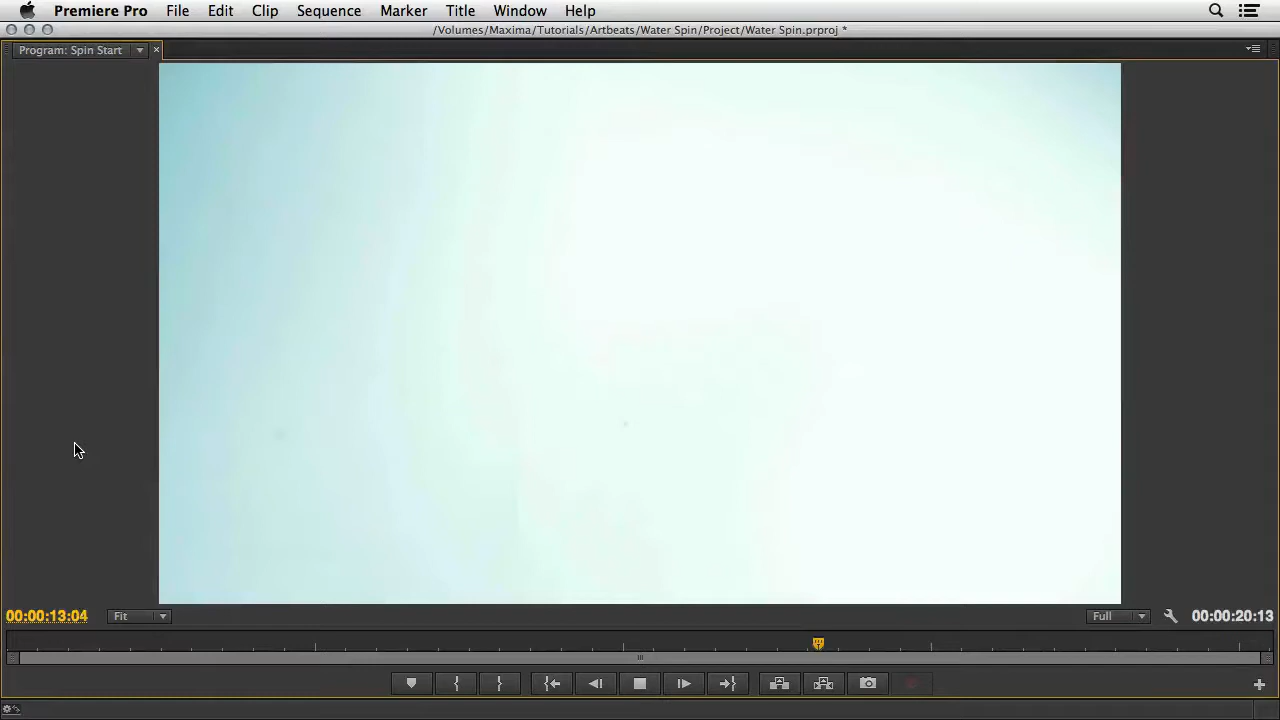 Premiere Pro File Edit Clip Sequence Marker Title Window Help
/Volumes/Maxima/Tutorials/Artbeats/Water Spin/Project/Water Spin.prproj *
Program: Spin Start
00:00:13:04 Fit Full 00:00:20:13